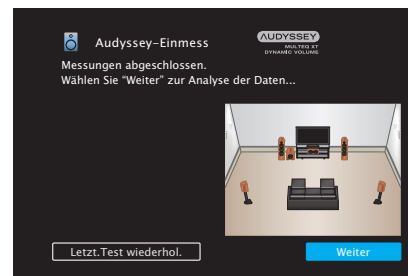 Audyssey-Einmess
AUDYSSEY
MULTEQ XT
DYNAMIC VOLUME
Messungen abgeschlossen.
Wählen Sie “Weiter” zur Analyse der Daten...
Letzt.Test wiederhol.
Weiter